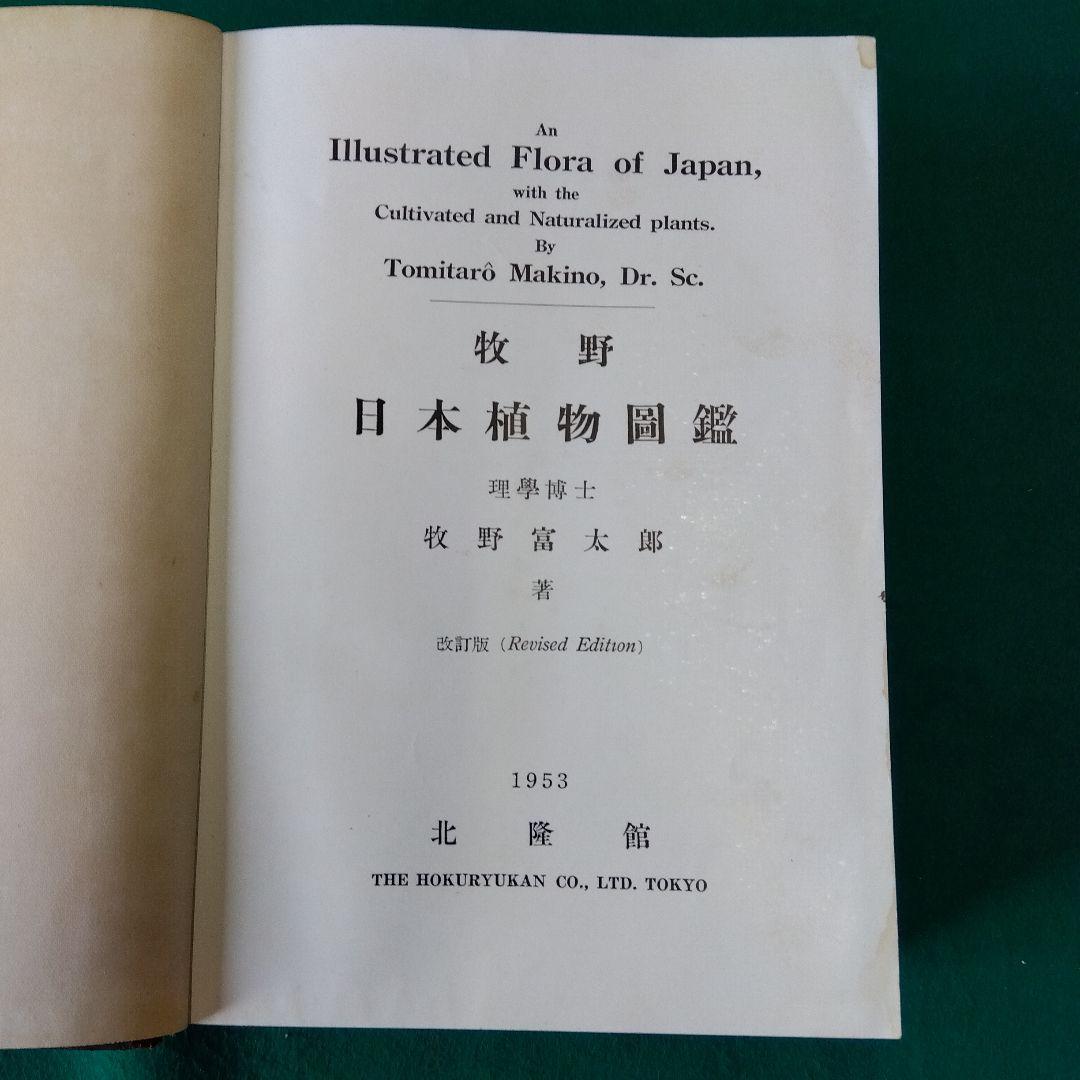 An
Illustrated Flora of Japan,
with the
Cultivated and Naturalized plants.
By
Tomitarô Makino, Dr. Sc.
牧野
日本植物圖鑑
理學博士
牧野富太郎
著
改訂版 (Revised Edition)
1953
北隆館
THE HOKURYUKAN CO., LTD. TOKYO